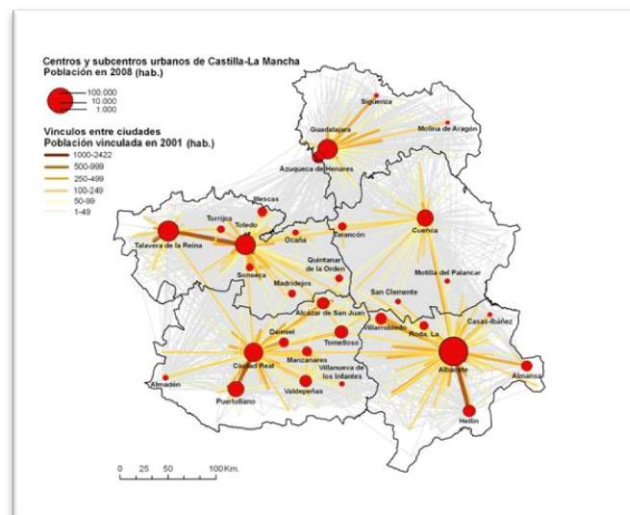 Centros y subcentros urbanos de Castilla-La Mancha
Población en 2008 (hab.)
100.000
10.000
1.000
Vinculos entre ciudades
Población vinculada en 2001 (hab.)
1000-2422
500-999
250-499
100-249
50-99
1-49
Sigüenza
Guadalajara
Molina de Aragón
Azuqueca de Henares
Illescas
Torrijos
Toledo
Talavera de la Reina
Ocaña
Tarancón
Cuenca
Sonseca
Quintanar
de la Orden
Madridejos
Motilla del Palancar
San Clemente
Alcázar de San Juan
Villarrobledo
Roda, La
Casas-Ibáñez
Daimiel
Tomelloso
Ciudad Real
Manzanares
Albacete
Villanueva de
los Infantes
Almadén
Almansa
Puertollano
Valdepeñas
Hellín
0 25 50 100 Km.